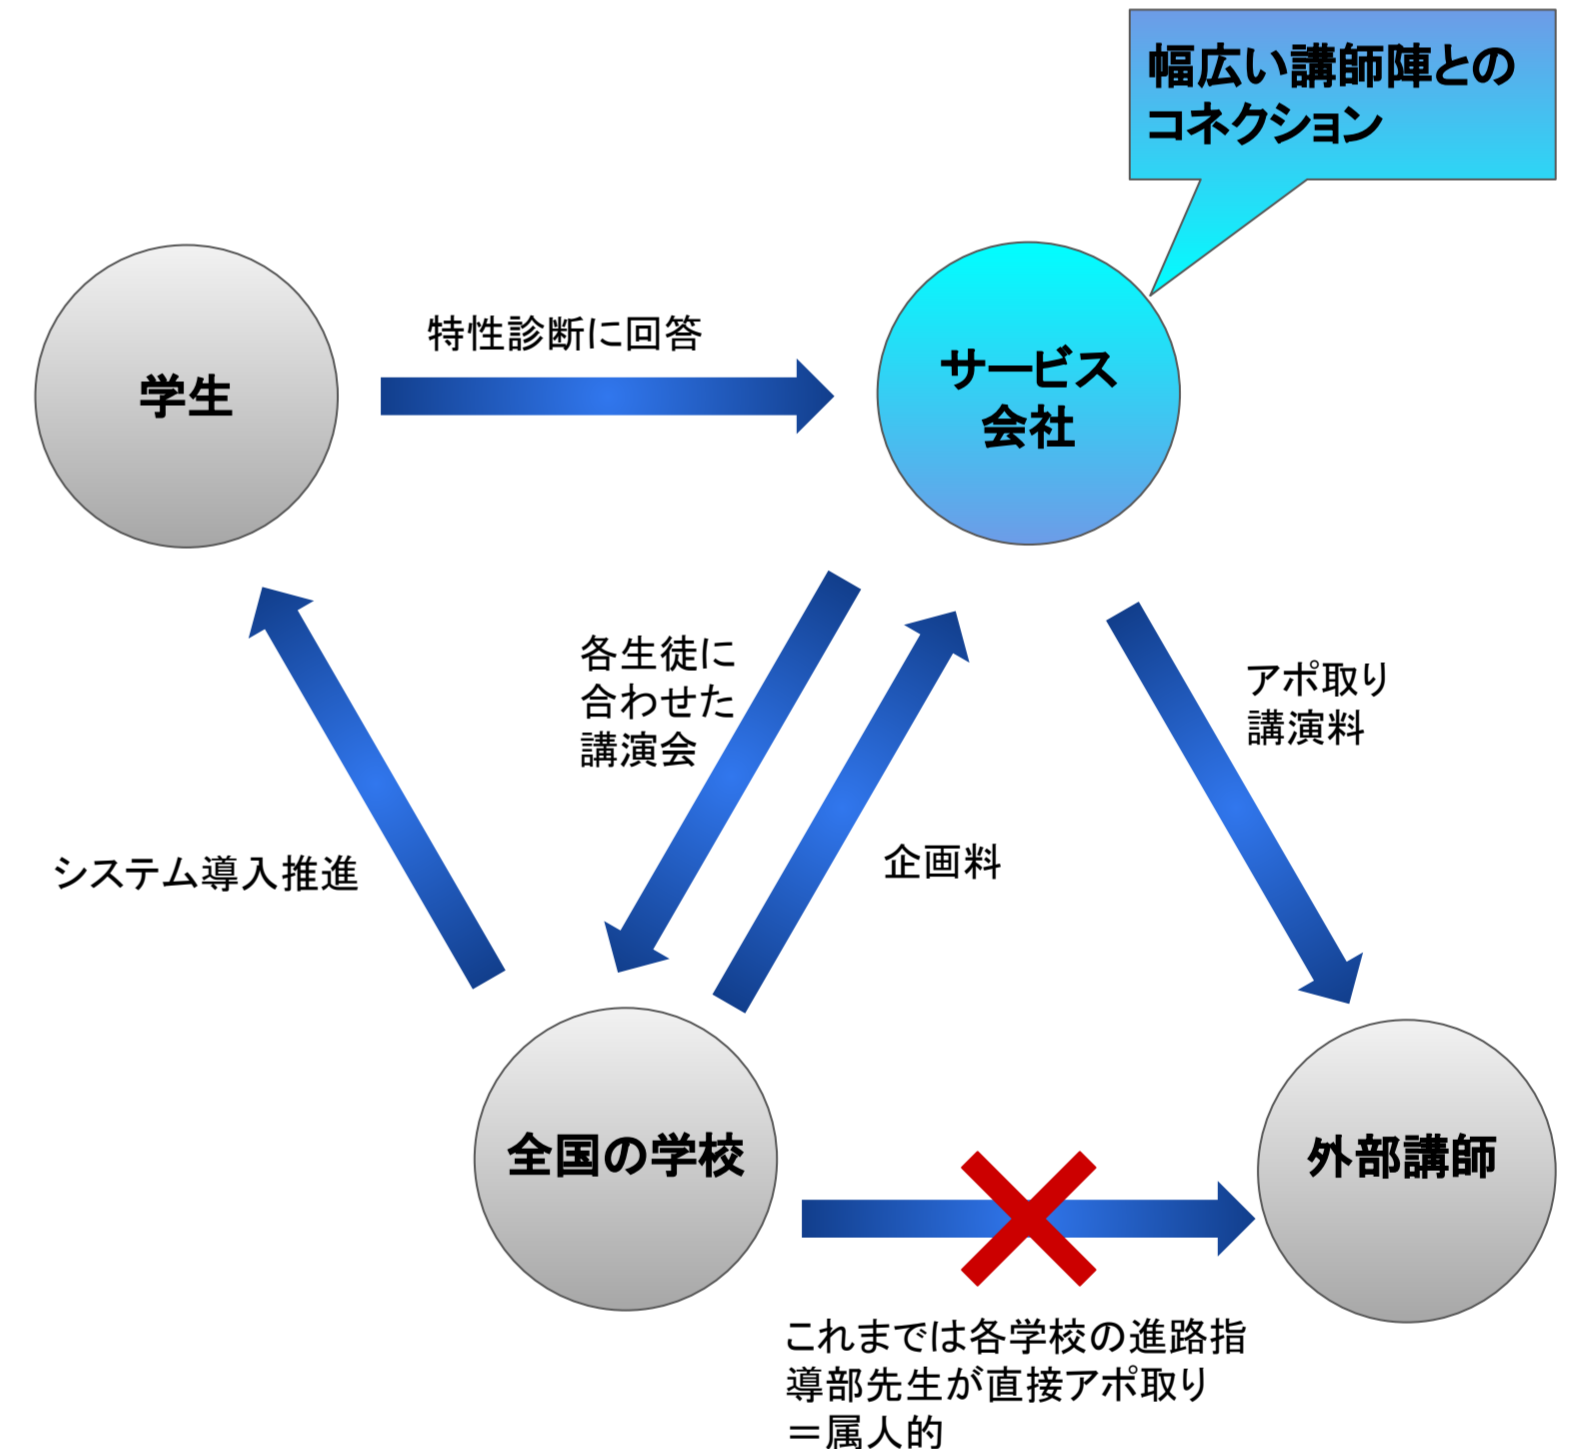 幅広い講師陣との
コネクション
学生
特性診断に回答
サービス
会社
各生徒に
合わせた
講演会
アポ取り
講演料
システム導入推進
企画料
全国の学校
外部講師
これまでは各学校の進路指
導部先生が直接アポ取り
＝属人的